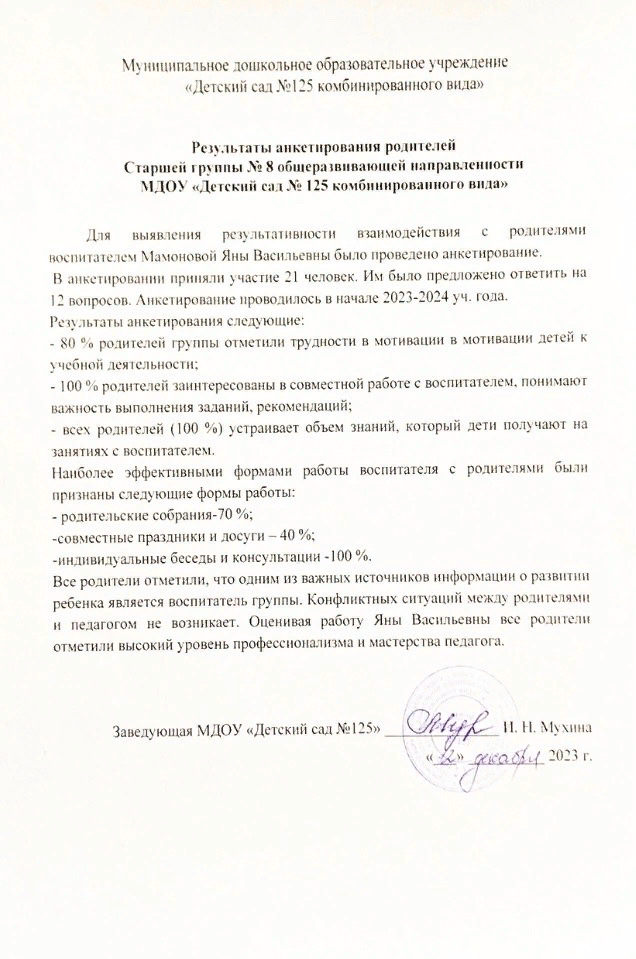 Муниципальное дошкольное образовательное учреждение
«Детский сад №125 комбинированного вида»
Результаты анкетирования родителей
Старшей группы № 8 общеразвивающей направленности
МДОУ «Детский сад № 125 комбинированного вида»
Для выявления результативности взаимодействия с родителями
воспитателем Мамоновой Яны Васильевны было проведено анкетирование.
В анкетировании приняли участие 21 человек. Им было предложено ответить на
12 вопросов. Анкетирование проводилось в начале 2023-2024 уч. года.
Результаты анкетирования следующие:
- 80 % родителей группы отметили трудности в мотивации в мотивации детей к
учебной деятельности;
- 100 % родителей заинтересованы в совместной работе с воспитателем, понимают
важность выполнения заданий, рекомендаций;
- всех родителей (100 %) устраивает объем знаний, который дети получают на
занятиях с воспитателем.
Наиболее эффективными формами работы воспитателя с родителями были
признаны следующие формы работы:
- родительские собрания-70 %;
-совместные праздники и досуги – 40 %;
-индивидуальные беседы и консультации -100 %.
Все родители отметили, что одним из важных источников информации о развитии
ребенка является воспитатель группы. Конфликтных ситуаций между родителями
и педагогом не возникает. Оценивая работу Яны Васильевны все родители
отметили высокий уровень профессионализма и мастерства педагога.
Заведующая МДОУ «Детский сад №125» И. Н. Мухина
«12» декабря 2023 г.